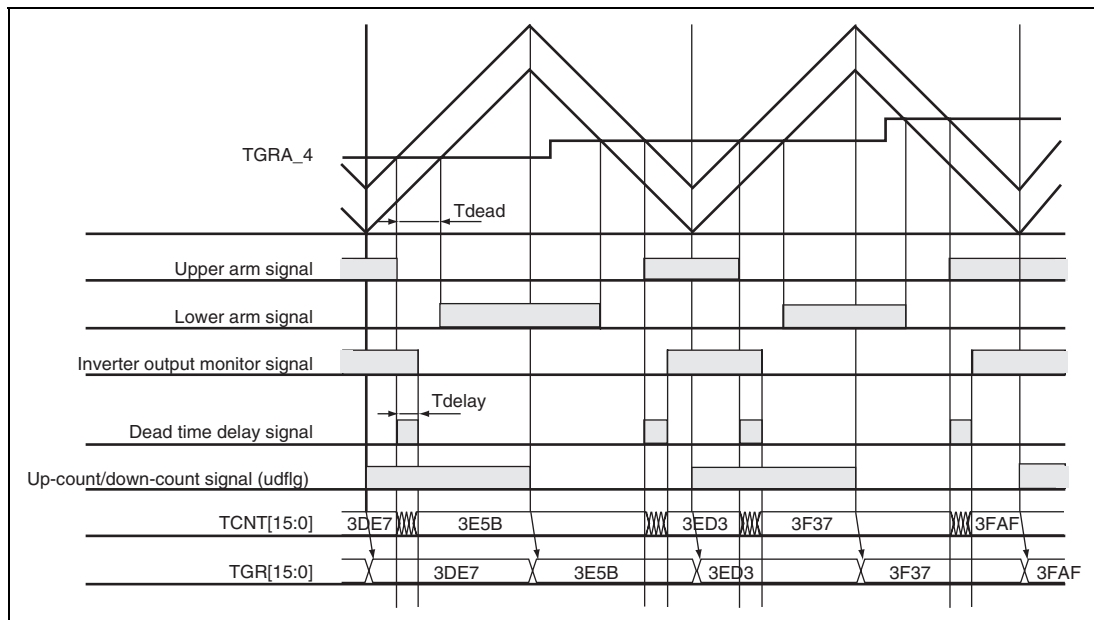 TGRA_4
Tdead
Upper arm signal
Lower arm signal
Inverter output monitor signal
Tdelay
Dead time delay signal
Up-count/down-count signal (udflg)
TCNT[15:0] 3DE7 3E5B 3ED3 3F37 3FAF
TGR[15:0] 3DE7 3E5B 3ED3 3F37 3FAF